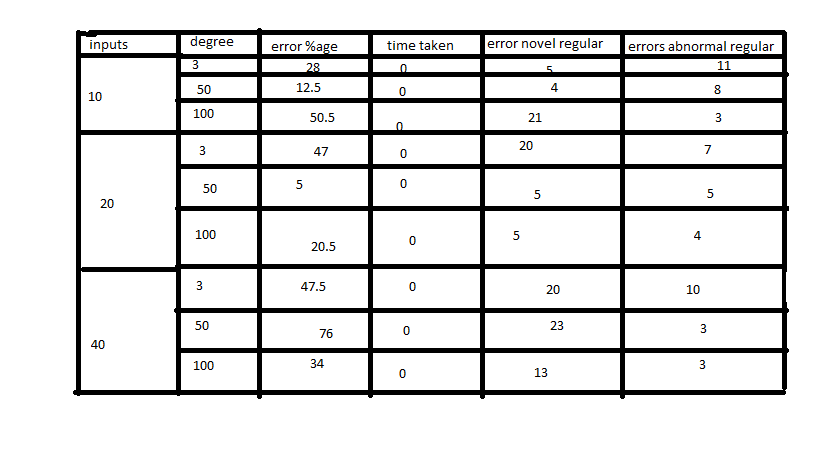 inputs degree error %age time taken error novel regular errors abnormal regular
10 3 28 0 5 11
50 12.5 0 4 8
100 50.5 0 21 3
20 3 47 0 20 7
50 5 0 5 5
100 20.5 0 5 4
40 3 47.5 0 20 10
50 76 0 23 3
100 34 0 13 3